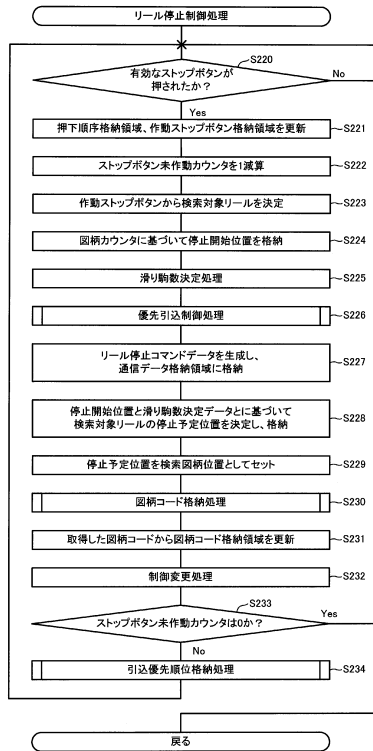 リール停止制御処理
S220
有効なストップボタンが
押されたか？
No
Yes
押下順序格納領域、作動ストップボタン格納領域を更新
S221
ストップボタン未作動カウンタを1減算
S222
作動ストップボタンから検索対象リールを決定
S223
図柄カウンタに基づいて停止開始位置を格納
S224
滑り駒数決定処理
S225
優先引込制御処理
S226
リール停止コマンドデータを生成し、
通信データ格納領域に格納
S227
停止開始位置と滑り駒数決定データとに基づいて
検索対象リールの停止予定位置を決定し、格納
S228
停止予定位置を検索図柄位置としてセット
S229
図柄コード格納処理
S230
取得した図柄コードから図柄コード格納領域を更新
S231
制御変更処理
S232
S233
ストップボタン未作動カウンタは0か？
Yes
No
引込優先順位格納処理
S234
戻る